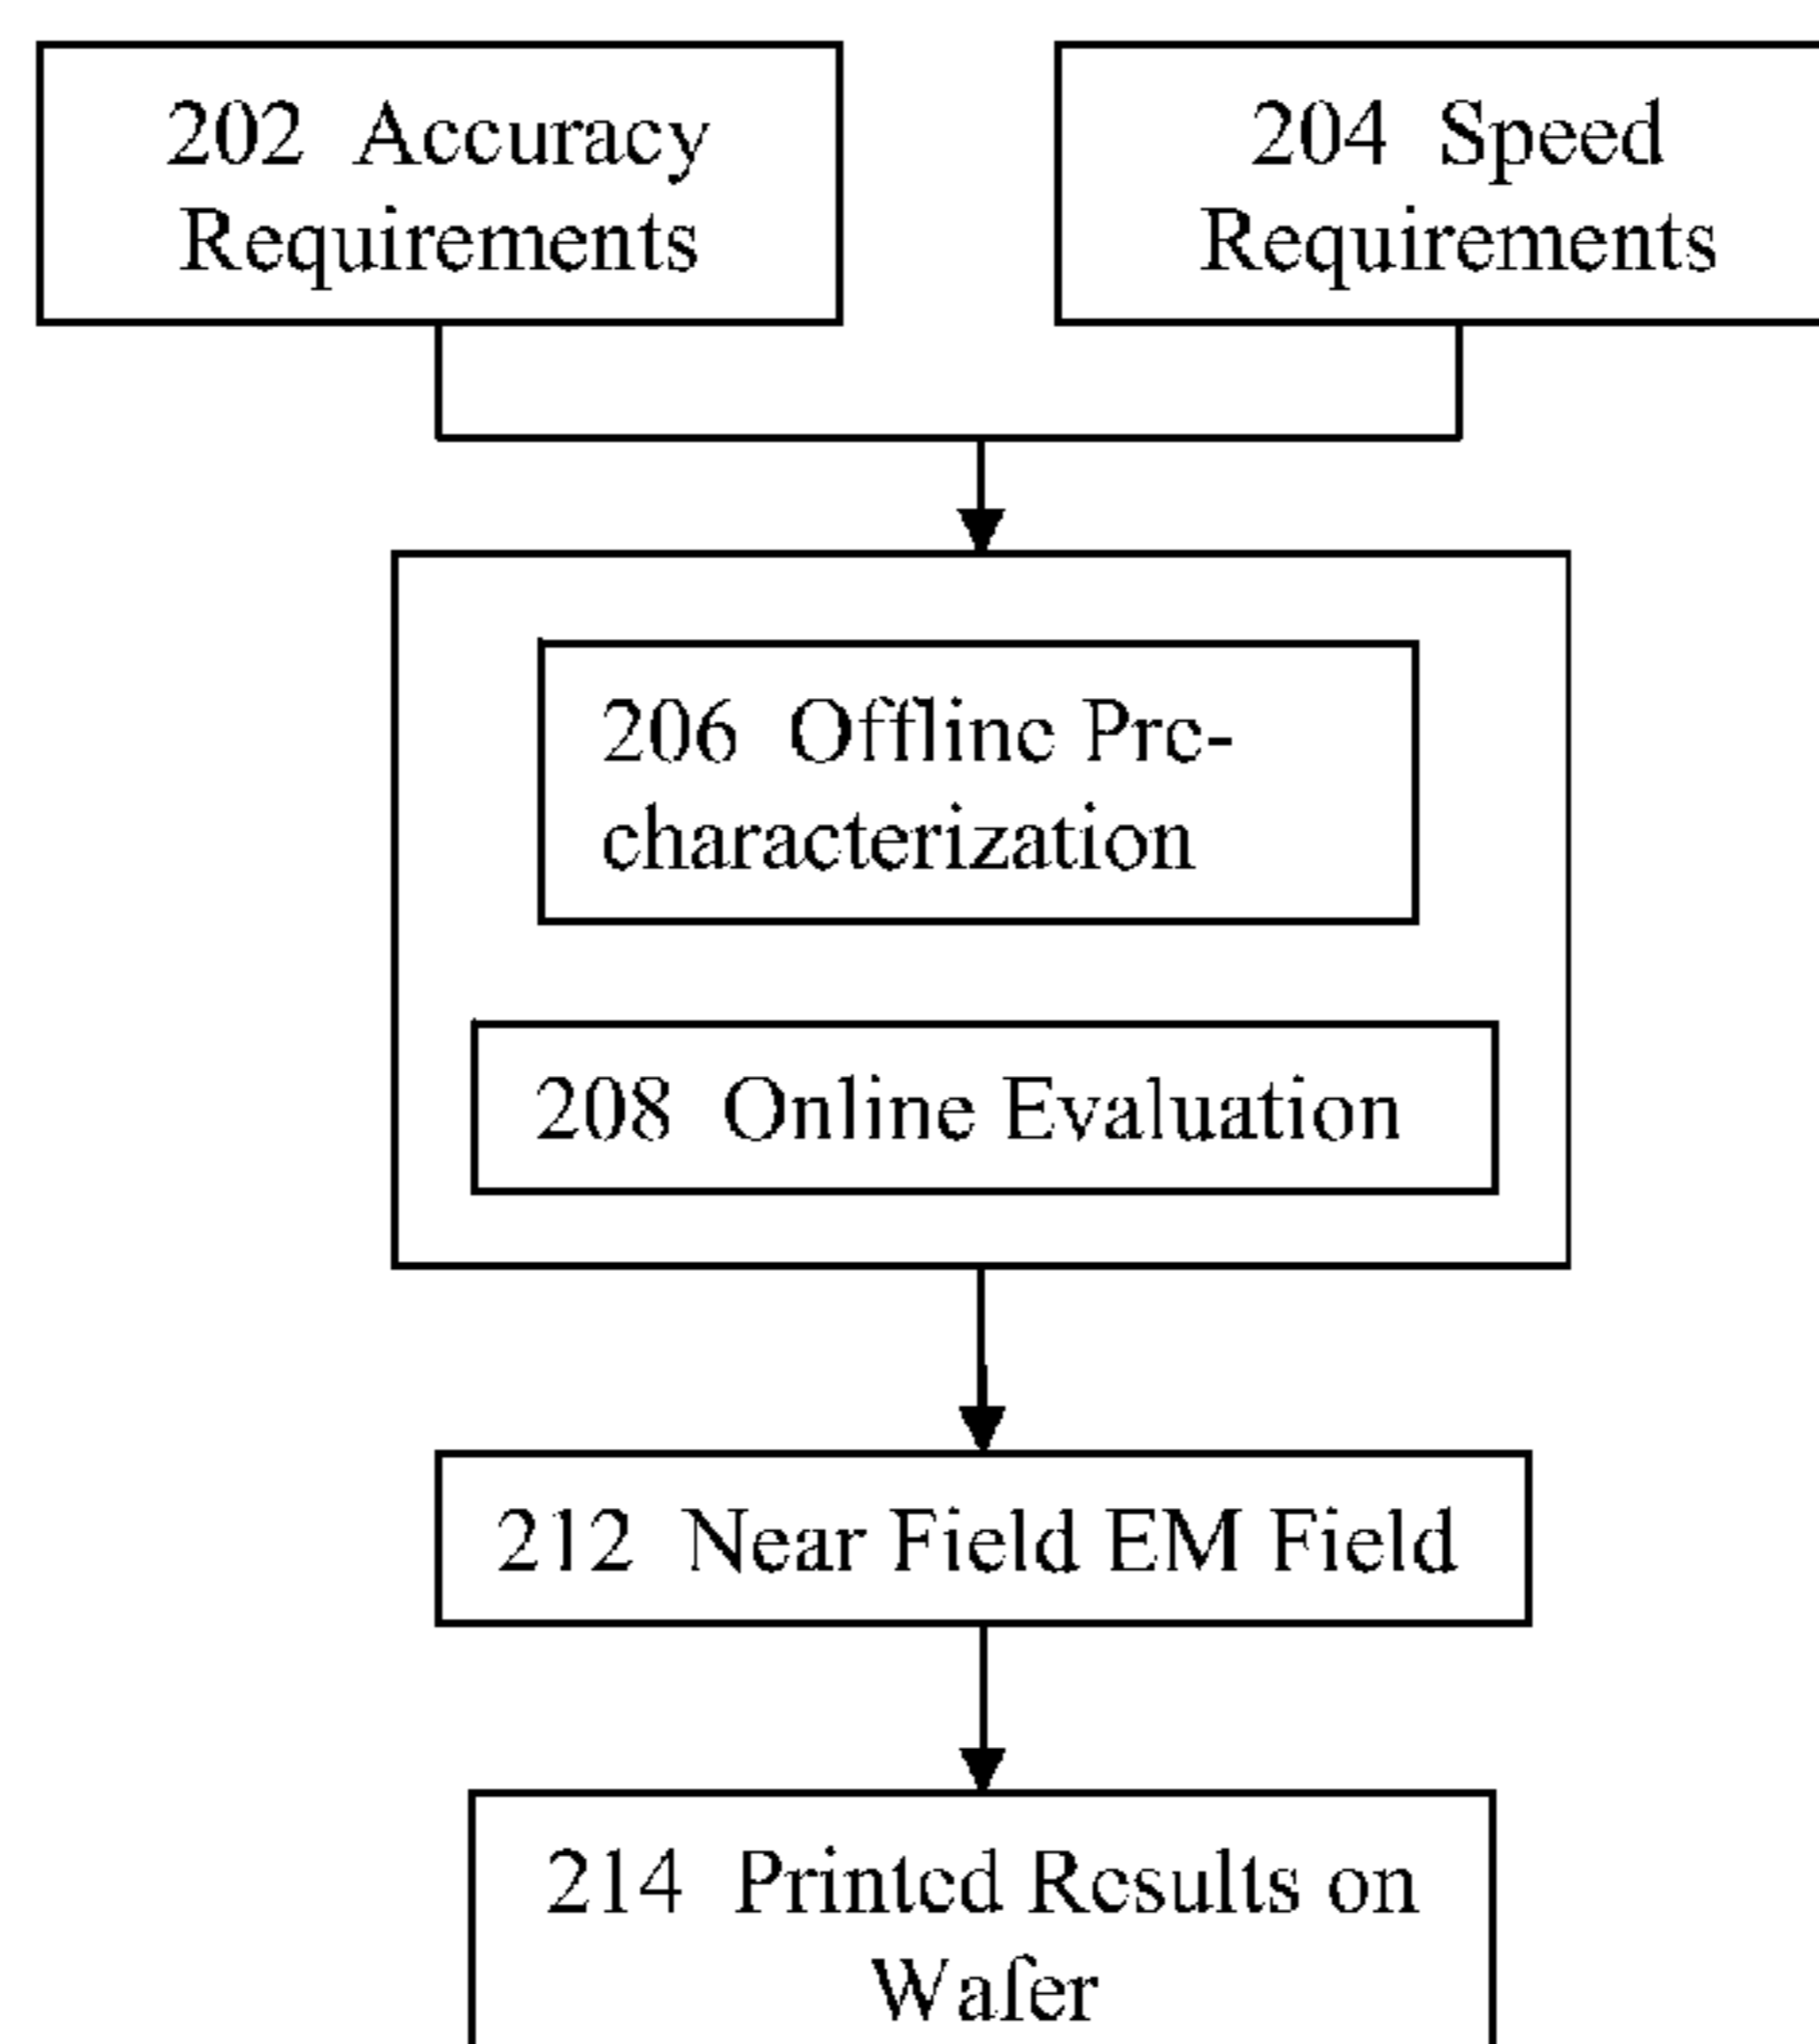 202 Accuracy
Requirements
204 Speed
Requirements
206 Offline Pre-
characterization
208 Online Evaluation
212 Near Field EM Field
214 Printed Results on
Wafer